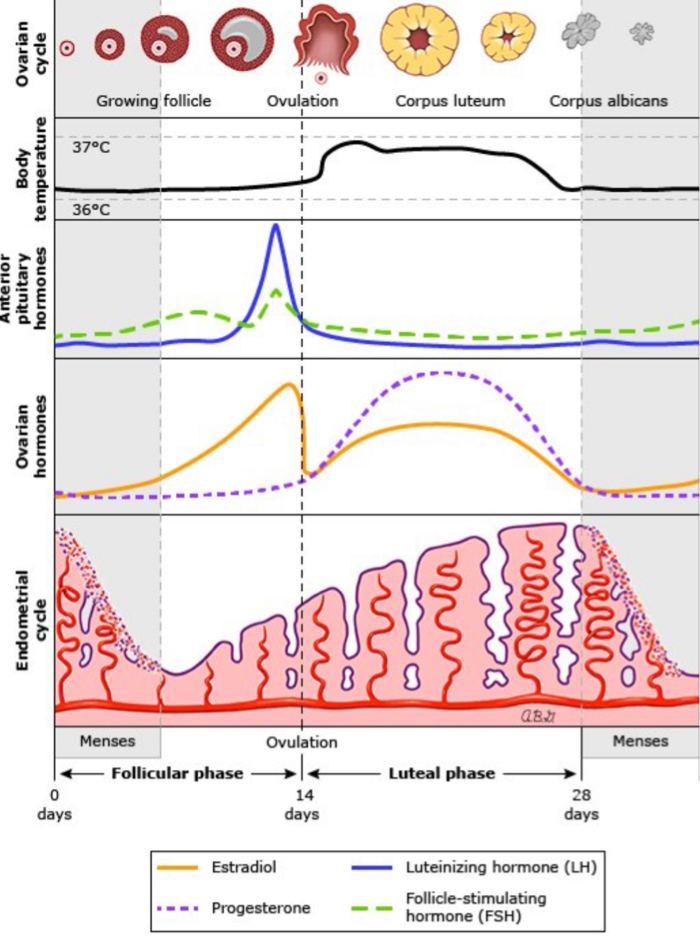 Ovarian
cycle
Growing follicle
Ovulation
Corpus luteum
Corpus albicans
Body
temperature
37°C
36°C
Anterior
pituitary
hormones
Ovarian
hormones
Endometrial
cycle
Menses
Ovulation
Menses
Follicular phase
Luteal phase
0
days
14
days
28
days
Estradiol
Luteinizing hormone (LH)
Progesterone
Follicle-stimulating
hormone (FSH)